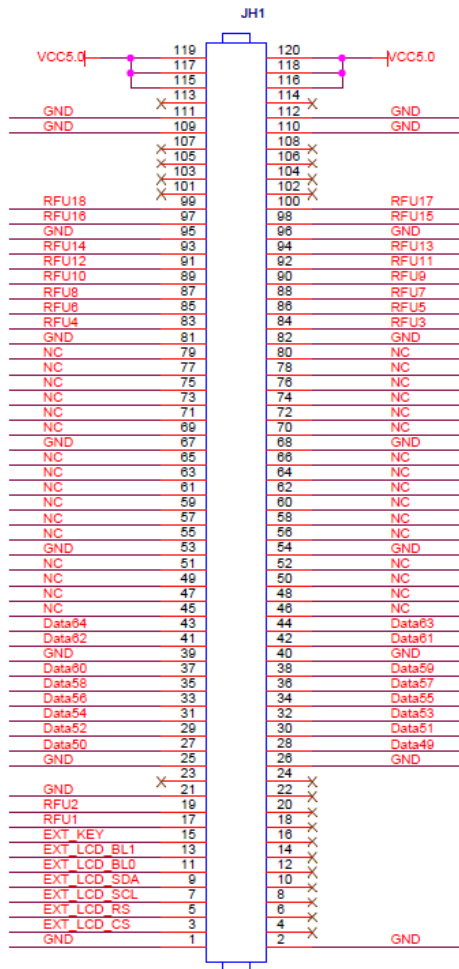 JH1
VCC5.0 119 120 VCC5.0
117 118
115 116
113 114
GND 111 112 GND
GND 109 110 GND
107 108
105 106
103 104
101 102
RFU18 99 100 RFU17
RFU16 97 98 RFU15
GND 95 96 GND
RFU14 93 94 RFU13
RFU12 91 92 RFU11
RFU10 89 90 RFU9
RFU8 87 88 RFU7
RFU6 85 86 RFU5
RFU4 83 84 RFU3
GND 81 82 GND
NC 79 80 NC
NC 77 78 NC
NC 75 76 NC
NC 73 74 NC
NC 71 72 NC
NC 69 70 NC
GND 67 68 GND
NC 65 66 NC
NC 63 64 NC
NC 61 62 NC
NC 59 60 NC
NC 57 58 NC
NC 55 56 NC
GND 53 54 GND
NC 51 52 NC
NC 49 50 NC
NC 47 48 NC
NC 45 46 NC
Data64 43 44 Data63
Data62 41 42 Data61
GND 39 40 GND
Data60 37 38 Data59
Data58 35 36 Data57
Data56 33 34 Data55
Data54 31 32 Data53
Data52 29 30 Data51
Data50 27 28 Data49
GND 25 26 GND
23 24
GND 21 22
RFU2 19 20
RFU1 17 18
EXT_KEY 15 16
EXT_LCD_BL1 13 14
EXT_LCD_BL0 11 12
EXT_LCD_SDA 9 10
EXT_LCD_SCL 7 8
EXT_LCD_RS 5 6
EXT_LCD_CS 3 4
GND 1 2 GND